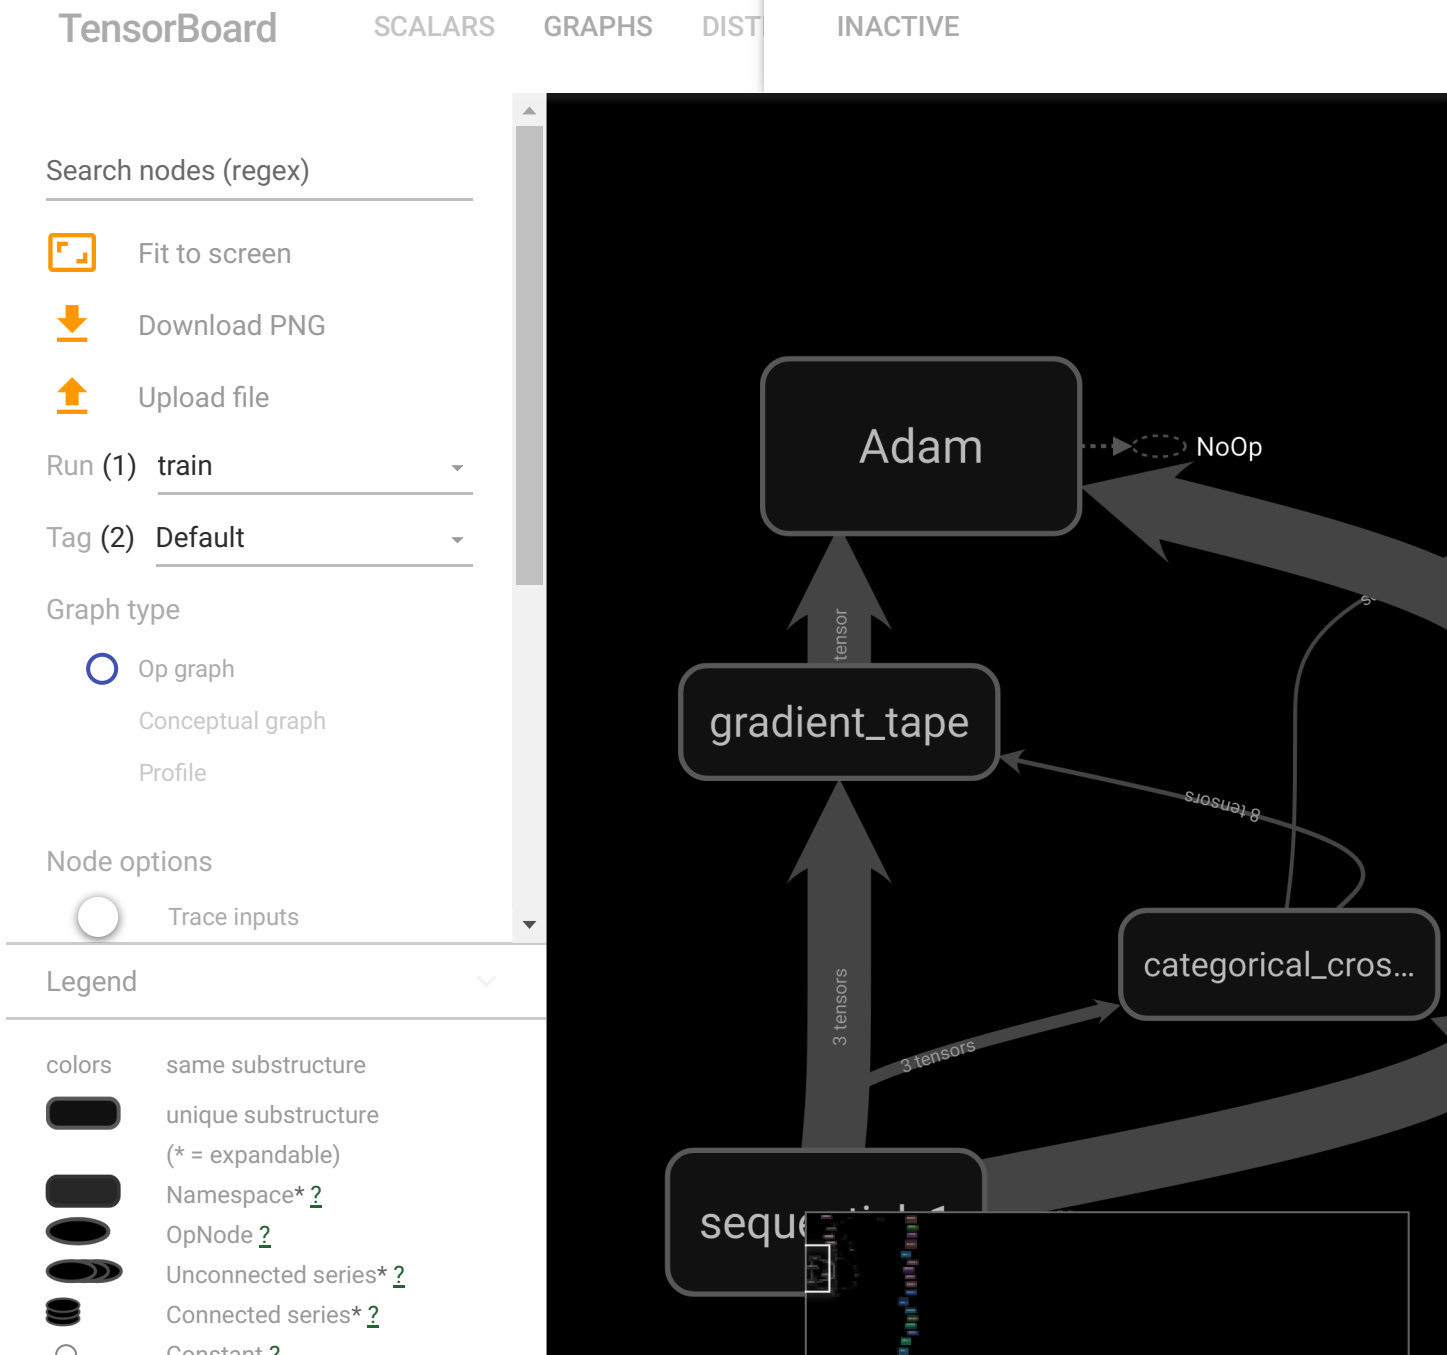 TensorBoard SCALARS GRAPHS DIST INACTIVE
Search nodes (regex)
Fit to screen
Download PNG
Upload file
Run (1) train
Tag (2) Default
Graph type
Op graph
Conceptual graph
Profile
Node options
Trace inputs
Legend
colors same substructure
unique substructure
(* = expandable)
Namespace* ?
OpNode ?
Unconnected series* ?
Connected series* ?
Constant ?
Adam
NoOp
tensor
gradient_tape
8 tensors
categorical_cros...
3 tensors
3 tensors